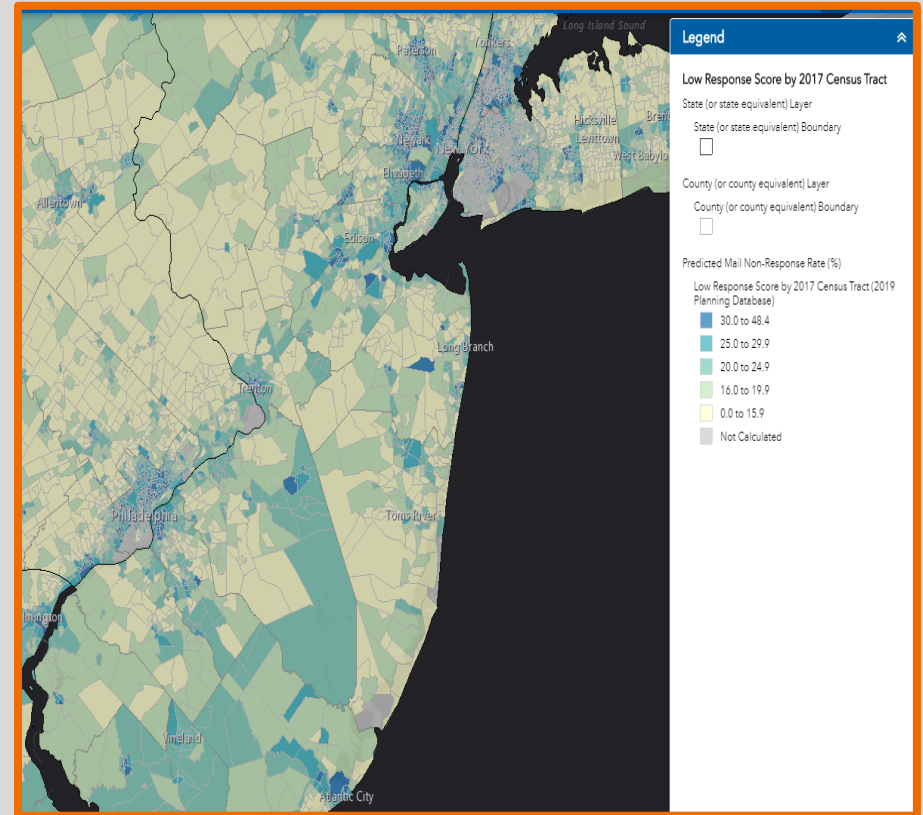 Long Island Sound
Paterson
Yonkers
Hicksville
Brent
Newark
New York
Levittown
West Babylo
Elizabeth
Allentown
Edison
Long Branch
Trenton
Philadelphia
Toms River
lmington
Vineland
Atlantic City
Legend
Low Response Score by 2017 Census Tract
State (or state equivalent) Layer
State (or state equivalent) Boundary
County (or county equivalent) Layer
County (or county equivalent) Boundary
Predicted Mail Non-Response Rate (%)
Low Response Score by 2017 Census Tract (2019
Planning Database)
30.0 to 48.4
25.0 to 29.9
20.0 to 24.9
16.0 to 19.9
0.0 to 15.9
Not Calculated